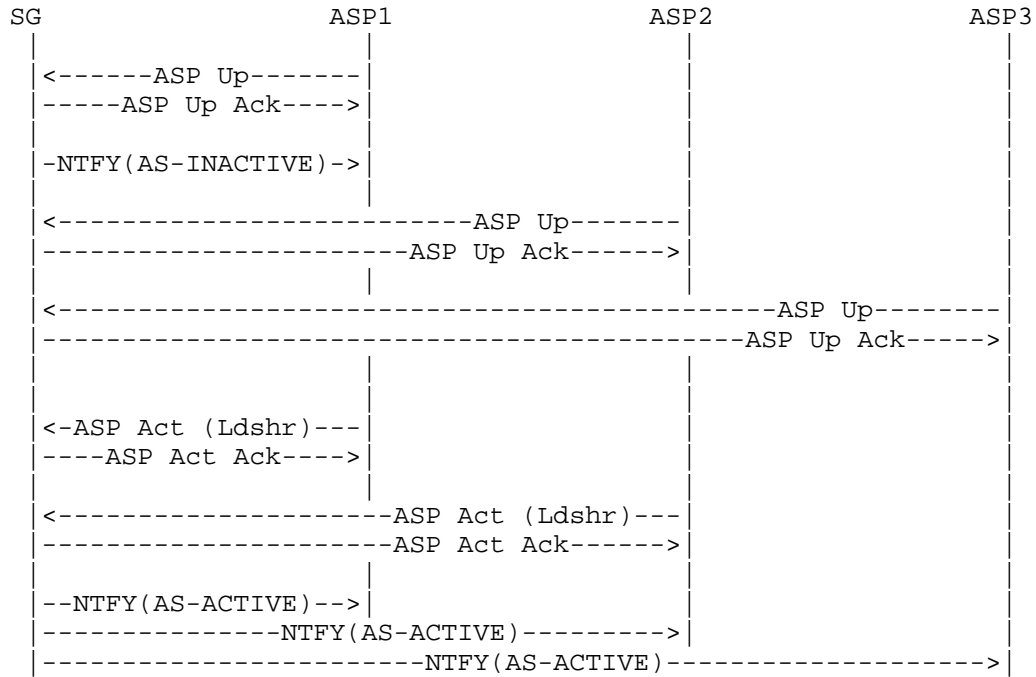 SG ASP1 ASP2 ASP3
<------ASP Up-------
-----ASP Up Ack---->
-NTFY(AS-INACTIVE)->
<--------------------------ASP Up-------
-----------------------ASP Up Ack------>
<---------------------------------------------ASP Up--------
--------------------------------------------ASP Up Ack----->
<-ASP Act (Ldshr)---
----ASP Act Ack---->
<---------------------ASP Act (Ldshr)---
----------------------ASP Act Ack------>
--NTFY(AS-ACTIVE)-->
---------------NTFY(AS-ACTIVE)--------->
------------------------NTFY(AS-ACTIVE)-------------------->